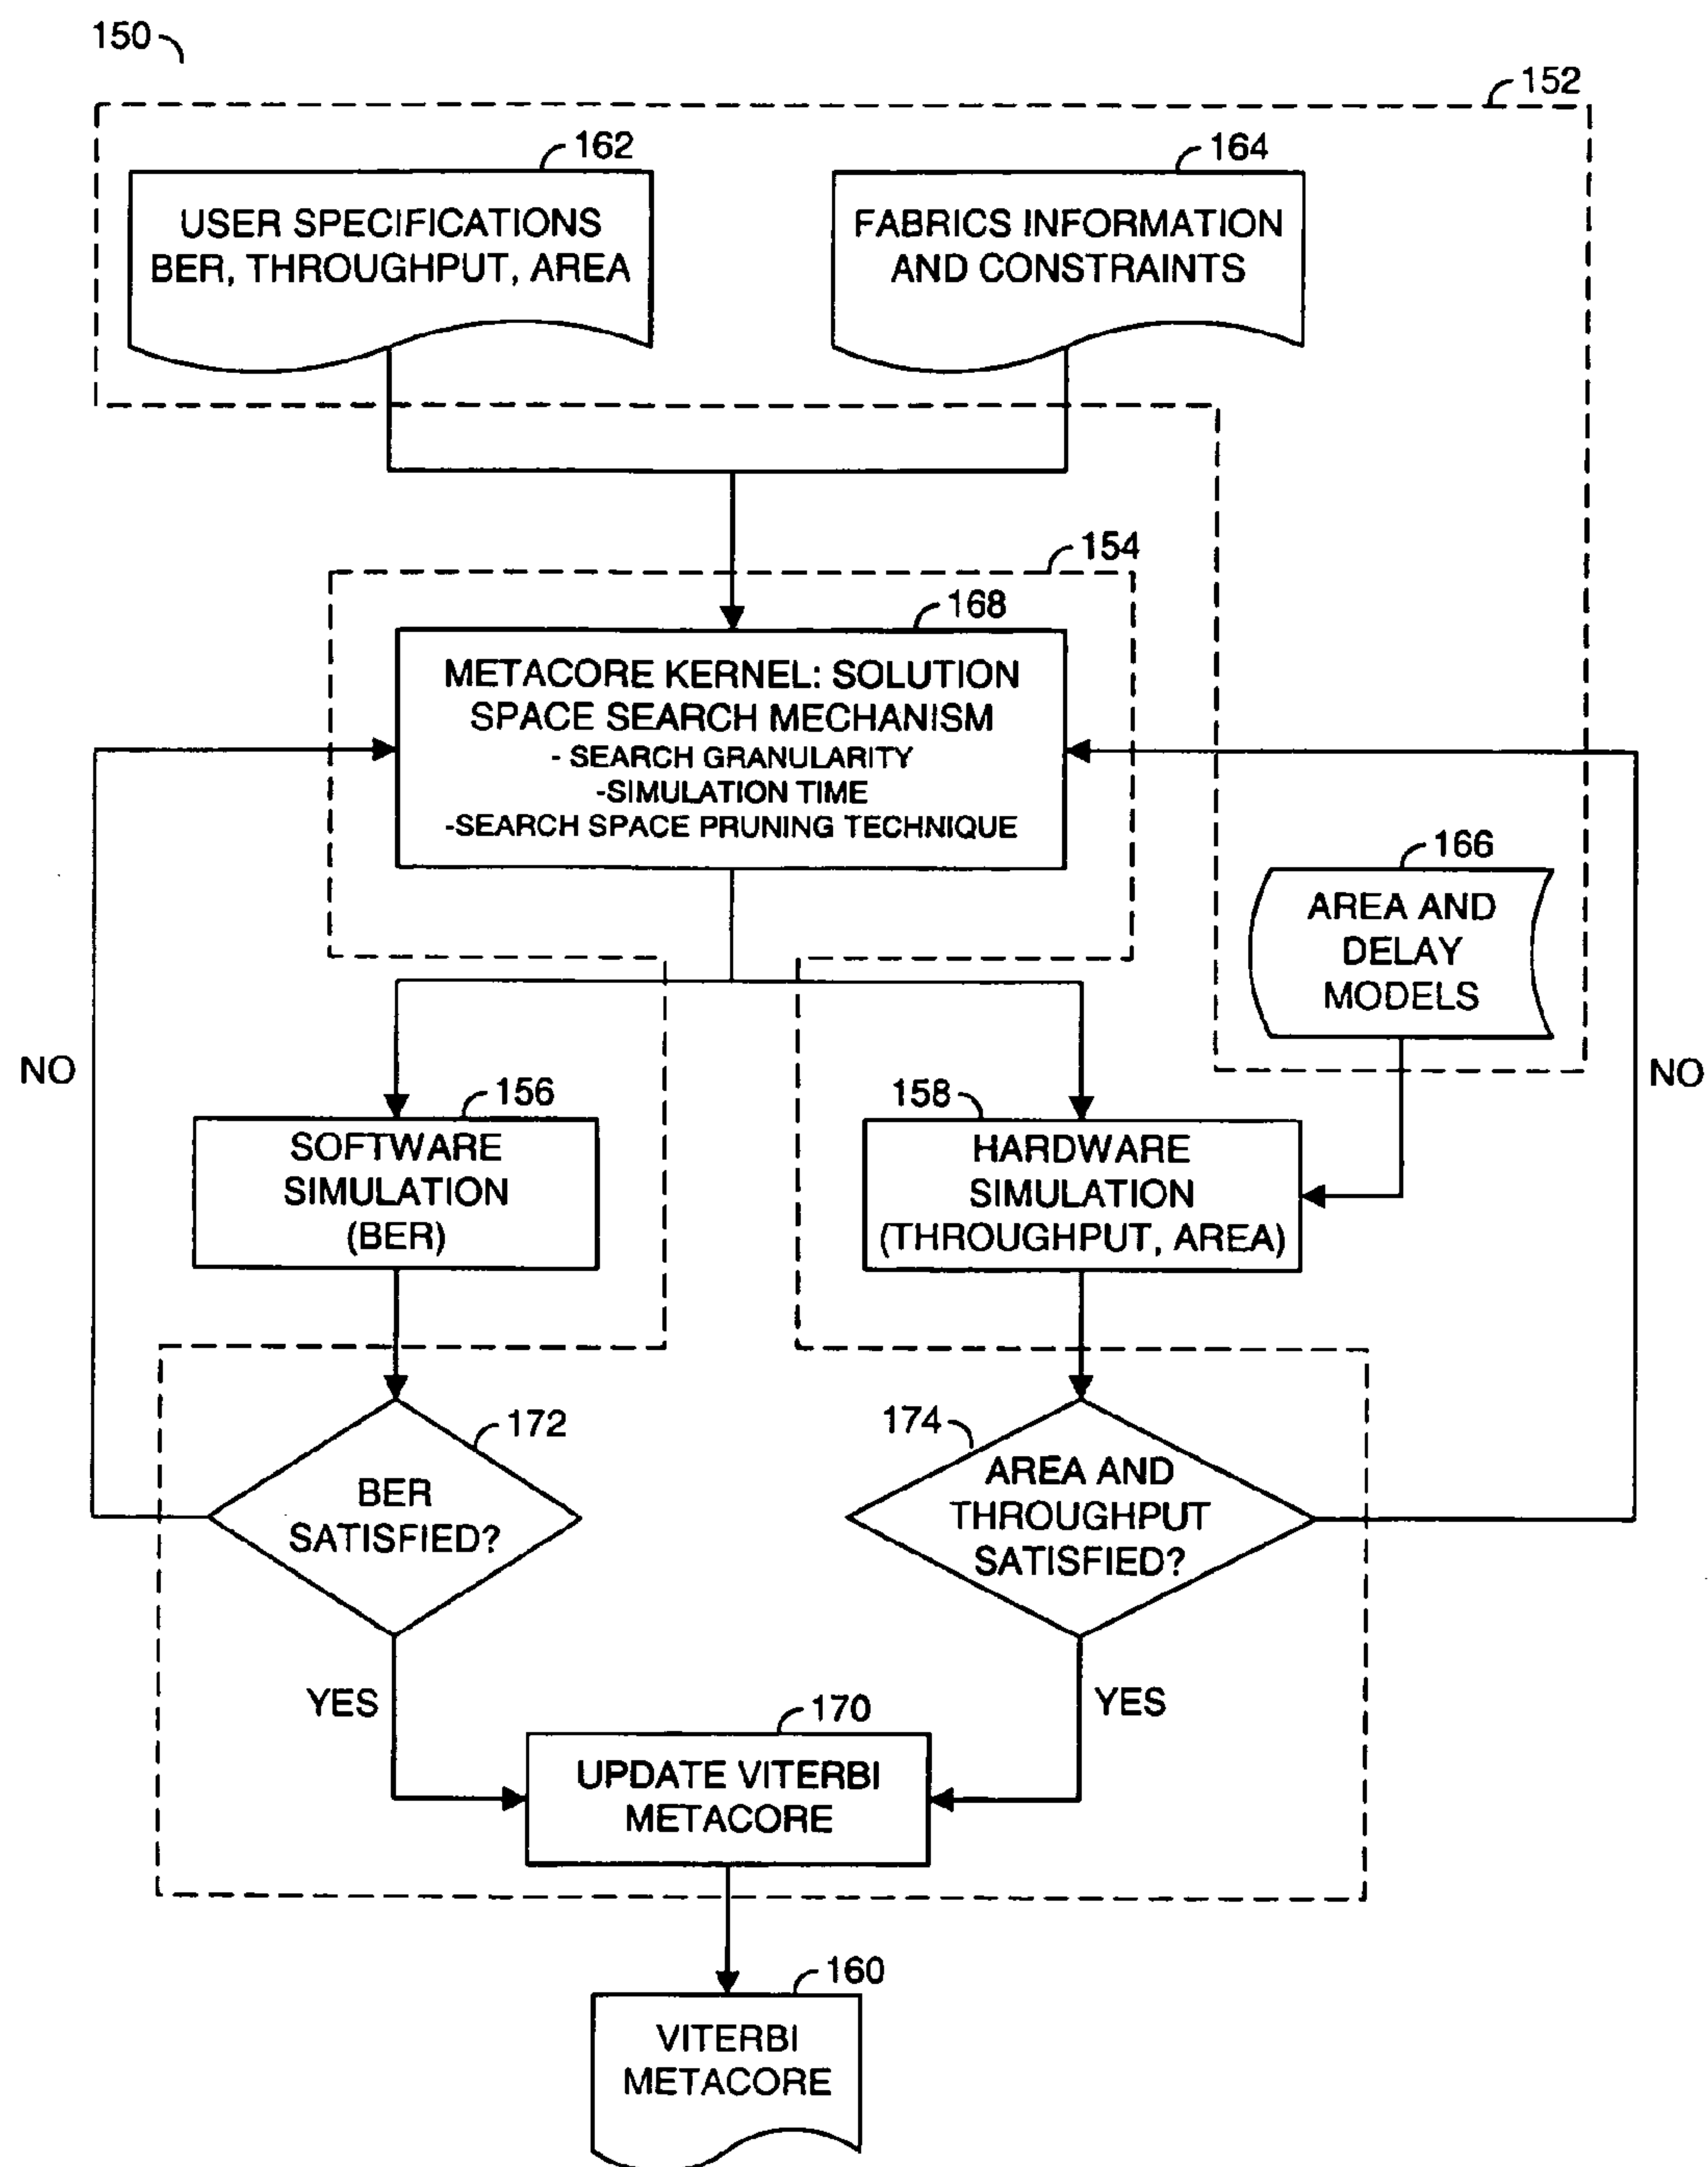 150
152
162
164
USER SPECIFICATIONS
BER, THROUGHPUT, AREA
FABRICS INFORMATION
AND CONSTRAINTS
154
168
METACORE KERNEL: SOLUTION
SPACE SEARCH MECHANISM
- SEARCH GRANULARITY
-SIMULATION TIME
-SEARCH SPACE PRUNING TECHNIQUE
166
AREA AND
DELAY
MODELS
NO
NO
156
SOFTWARE
SIMULATION
(BER)
158
HARDWARE
SIMULATION
(THROUGHPUT, AREA)
172
BER
SATISFIED?
174
AREA AND
THROUGHPUT
SATISFIED?
YES
YES
170
UPDATE VITERBI
METACORE
160
VITERBI
METACORE